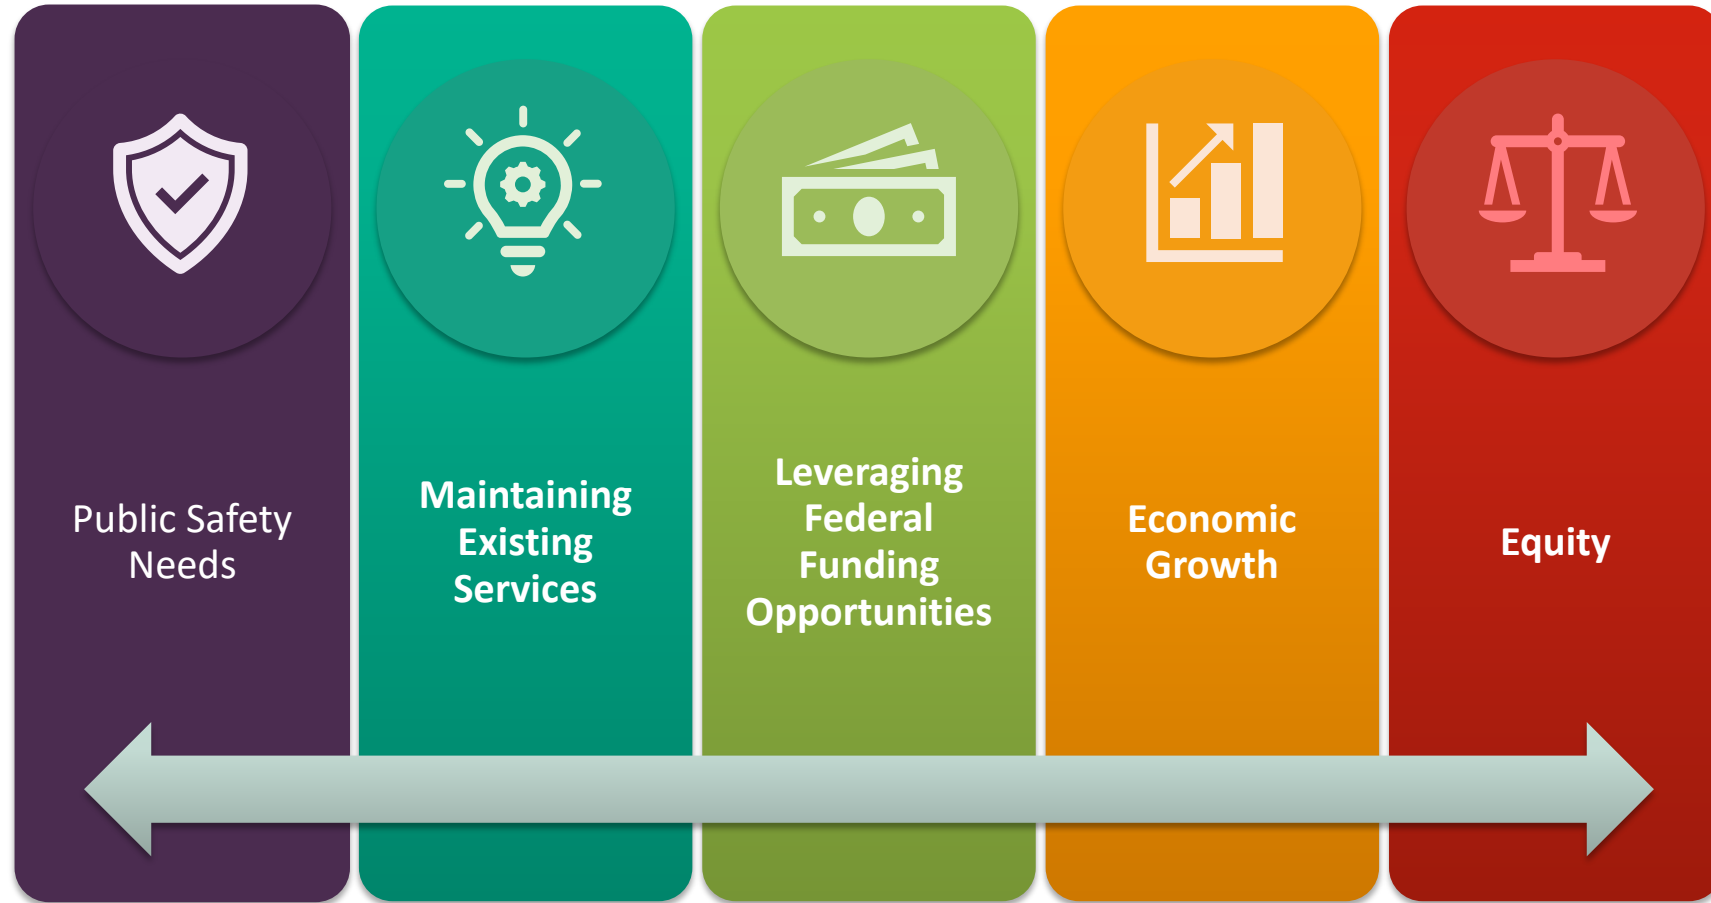 Public Safety
Needs
Maintaining
Existing
Services
Leveraging
Federal
Funding
Opportunities
Economic
Growth
Equity